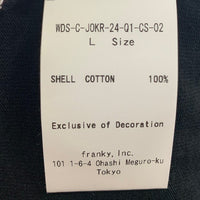 WDS-C-JOKR-24-Q1-CS-02
L Size
SHELL COTTON 100%
Exclusive of Decoration
franky, Inc.
101 1-6-4 Ohashi Meguro-ku
Tokyo